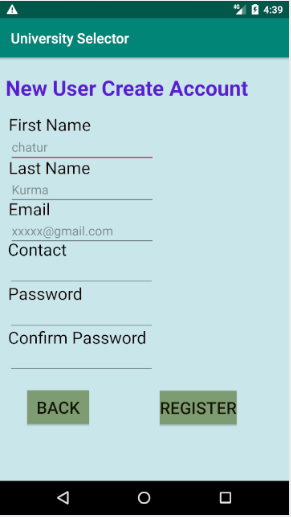 4:39
University Selector
New User Create Account
First Name
chatur
Last Name
Kurma
Email
xxxxx@gmail.com
Contact
Password
Confirm Password
BACK REGISTER